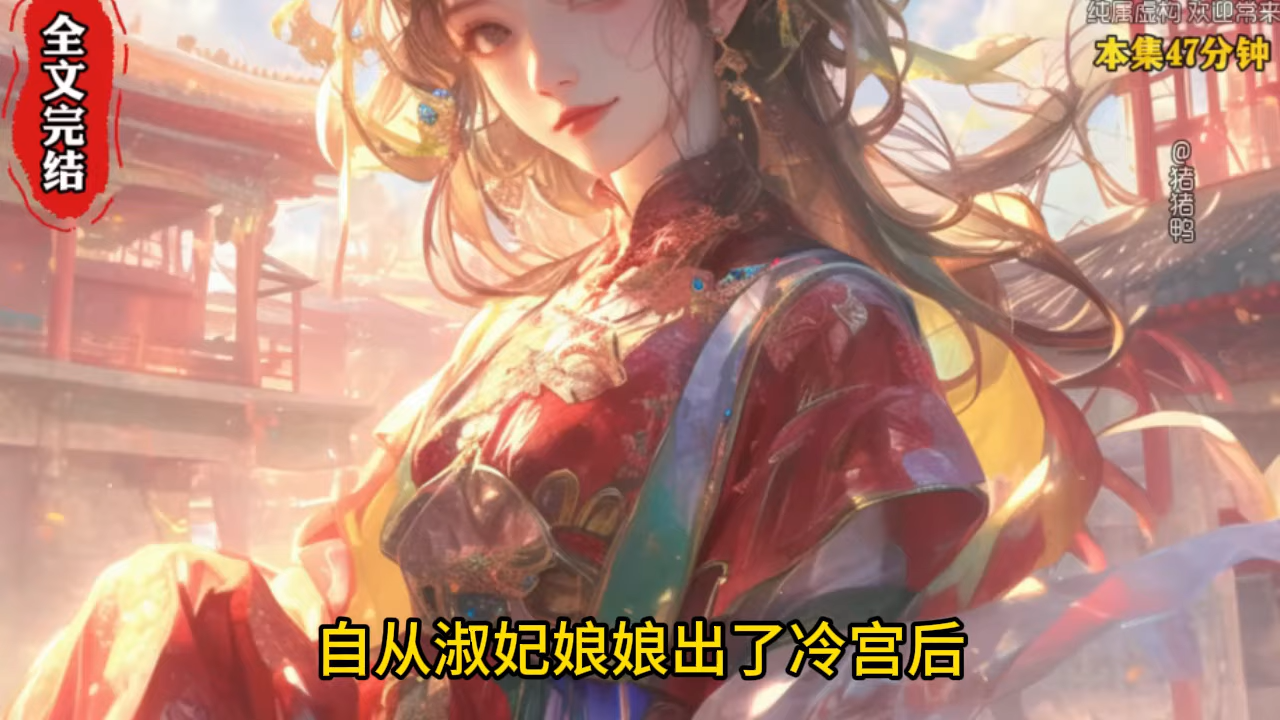 全文完结
纯属虚构 欢迎常来
本集47分钟
@猪猪鸭
自从淑妃娘娘出了冷宫后